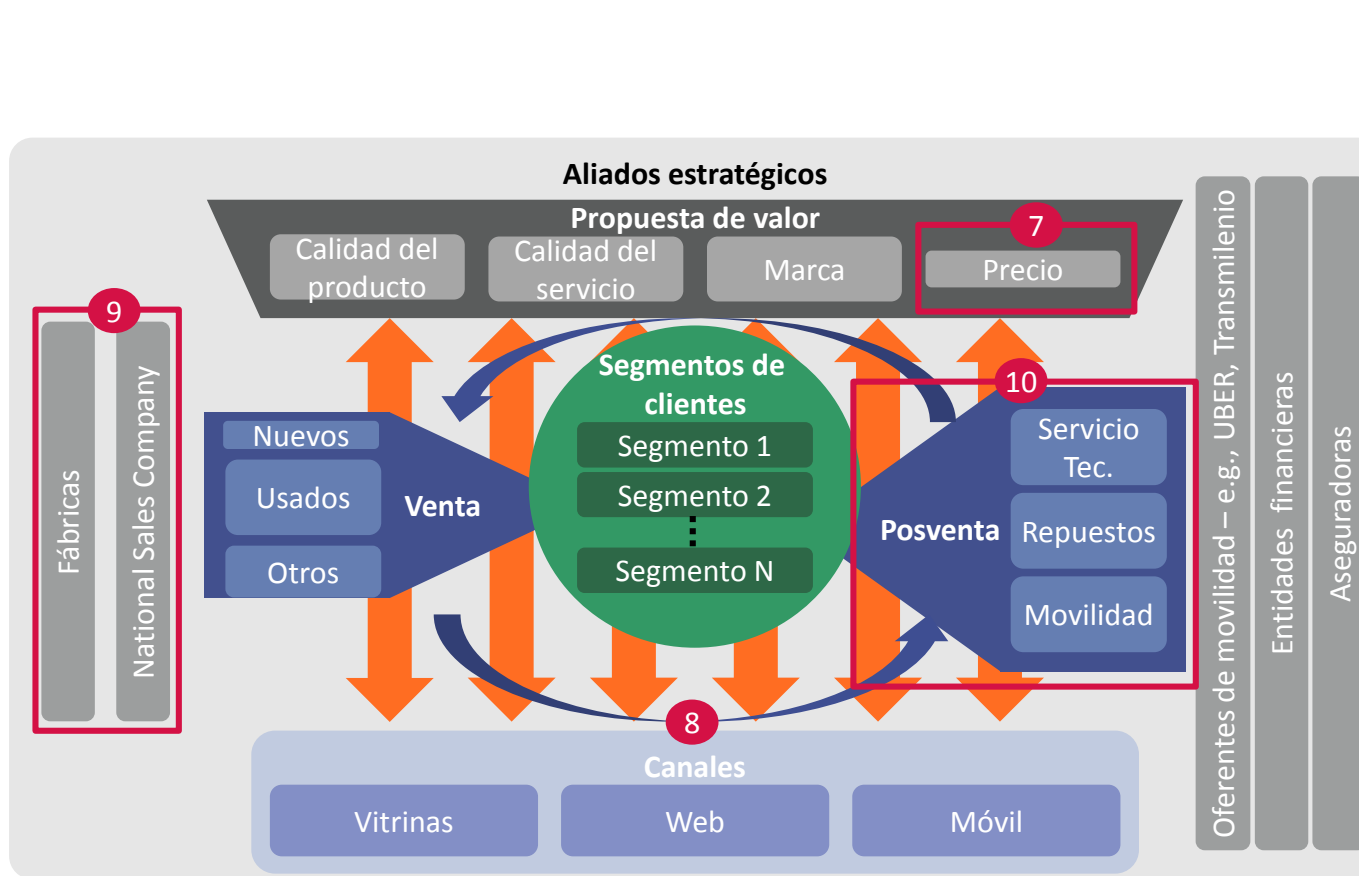 Aliados estratégicos
Propuesta de valor
7
Calidad del
producto
Calidad del
servicio
Marca
Precio
9
Fábricas
National Sales Company
Segmentos de
clientes
Segmento 1
Segmento 2
Segmento N
Nuevos
Usados
Otros
Venta
10
Posventa
Servicio
Tec.
Repuestos
Movilidad
8
Canales
Vitrinas
Web
Móvil
Oferentes de movilidad – e.g., UBER, Transmilenio
Entidades financieras
Aseguradoras